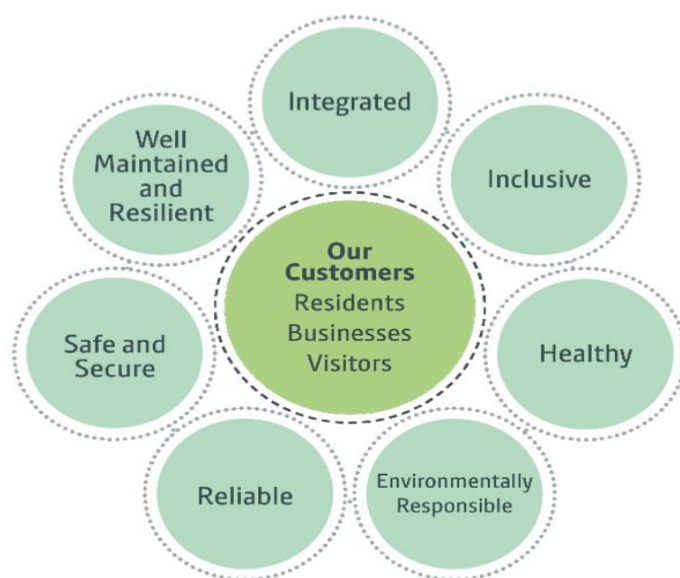 Integrated
Well
Maintained
and
Resilient
Inclusive
Our
Customers
Residents
Businesses
Visitors
Safe and
Secure
Healthy
Reliable
Environmentally
Responsible